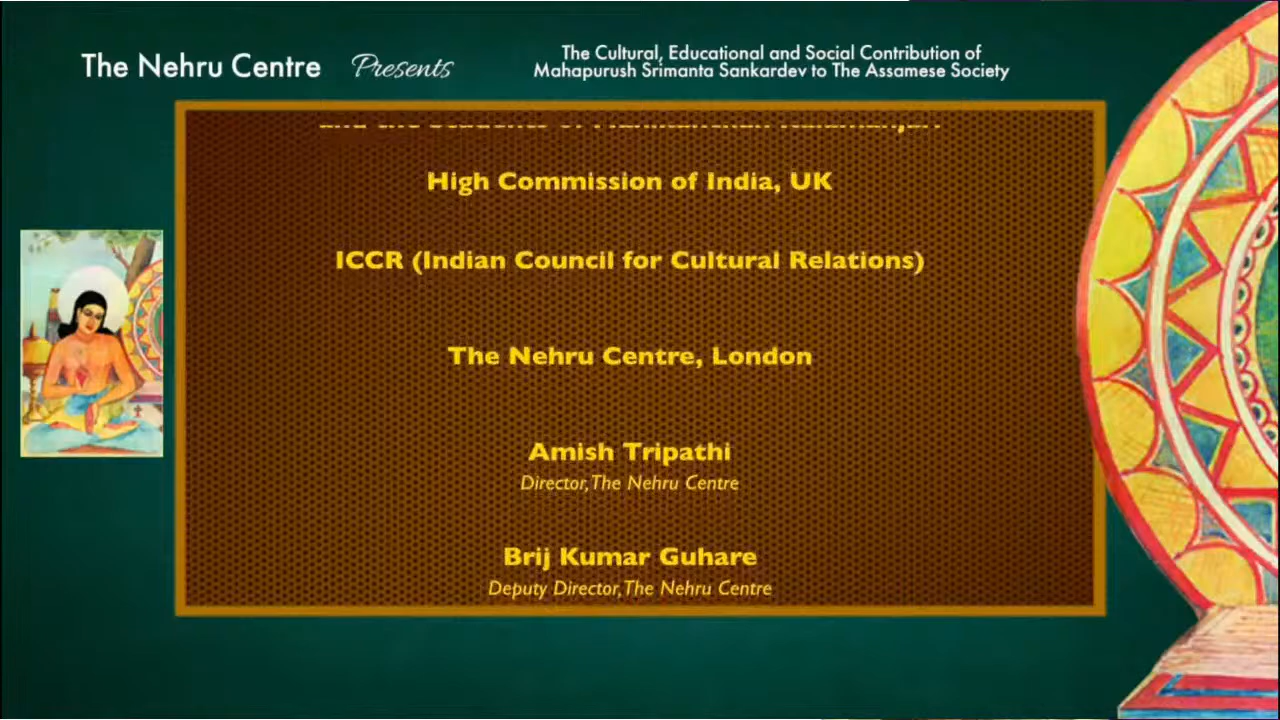 The Nehru Centre Presents
The Cultural, Educational and Social Contribution of
Mahapurush Srimanta Sankardev to The Assamese Society
High Commission of India, UK
ICCR (Indian Council for Cultural Relations)
The Nehru Centre, London
Amish Tripathi
Director, The Nehru Centre
Brij Kumar Guhare
Deputy Director, The Nehru Centre